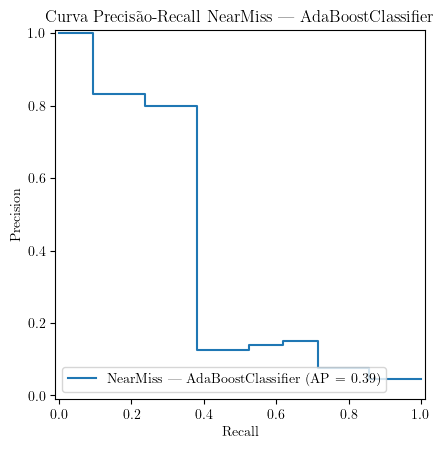 Curva Precisão-Recall NearMiss — AdaBoostClassifier
1.0
0.8
0.6
0.4
0.2
0.0
Precision
NearMiss — AdaBoostClassifier (AP = 0.39)
0.0 0.2 0.4 0.6 0.8 1.0
Recall